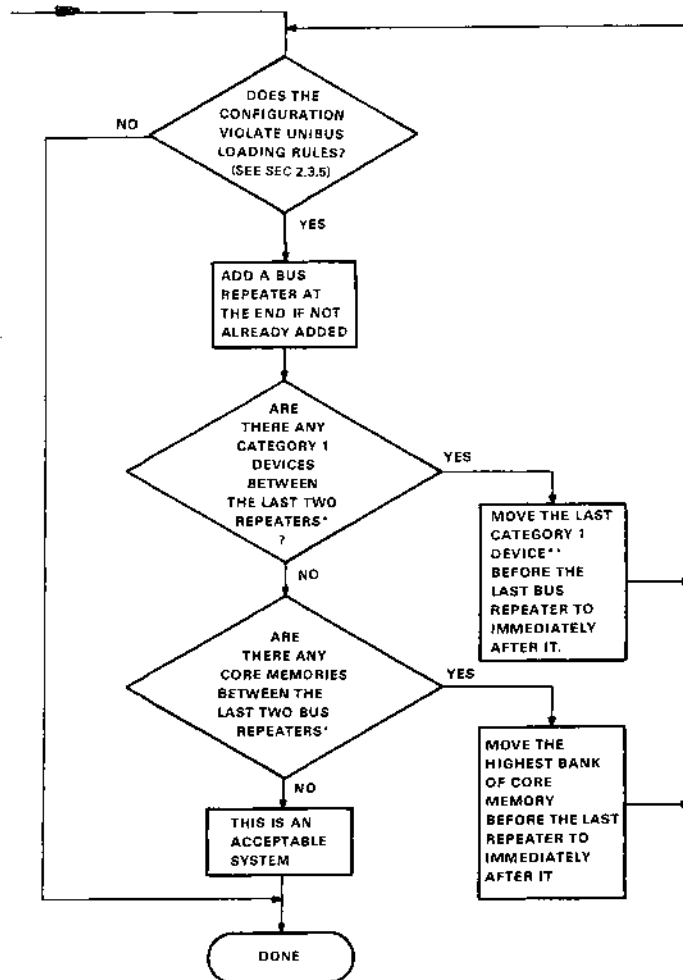 DOES THE
CONFIGURATION
VIOLATE UNIBUS
LOADING RULES?
(SEE SEC 2.3.5)
NO
YES
ADD A BUS
REPEATER AT
THE END IF NOT
ALREADY ADDED
ARE
THERE ANY
CATEGORY 1
DEVICES
BETWEEN
THE LAST TWO
REPEATERS*
?
YES
MOVE THE LAST
CATEGORY 1
DEVICE**
BEFORE THE
LAST BUS
REPEATER TO
IMMEDIATELY
AFTER IT.
NO
ARE
THERE ANY
CORE MEMORIES
BETWEEN THE
LAST TWO BUS
REPEATERS*
YES
MOVE THE
HIGHEST BANK
OF CORE
MEMORY
BEFORE THE LAST
REPEATER TO
IMMEDIATELY
AFTER IT
NO
THIS IS AN
ACCEPTABLE
SYSTEM
DONE